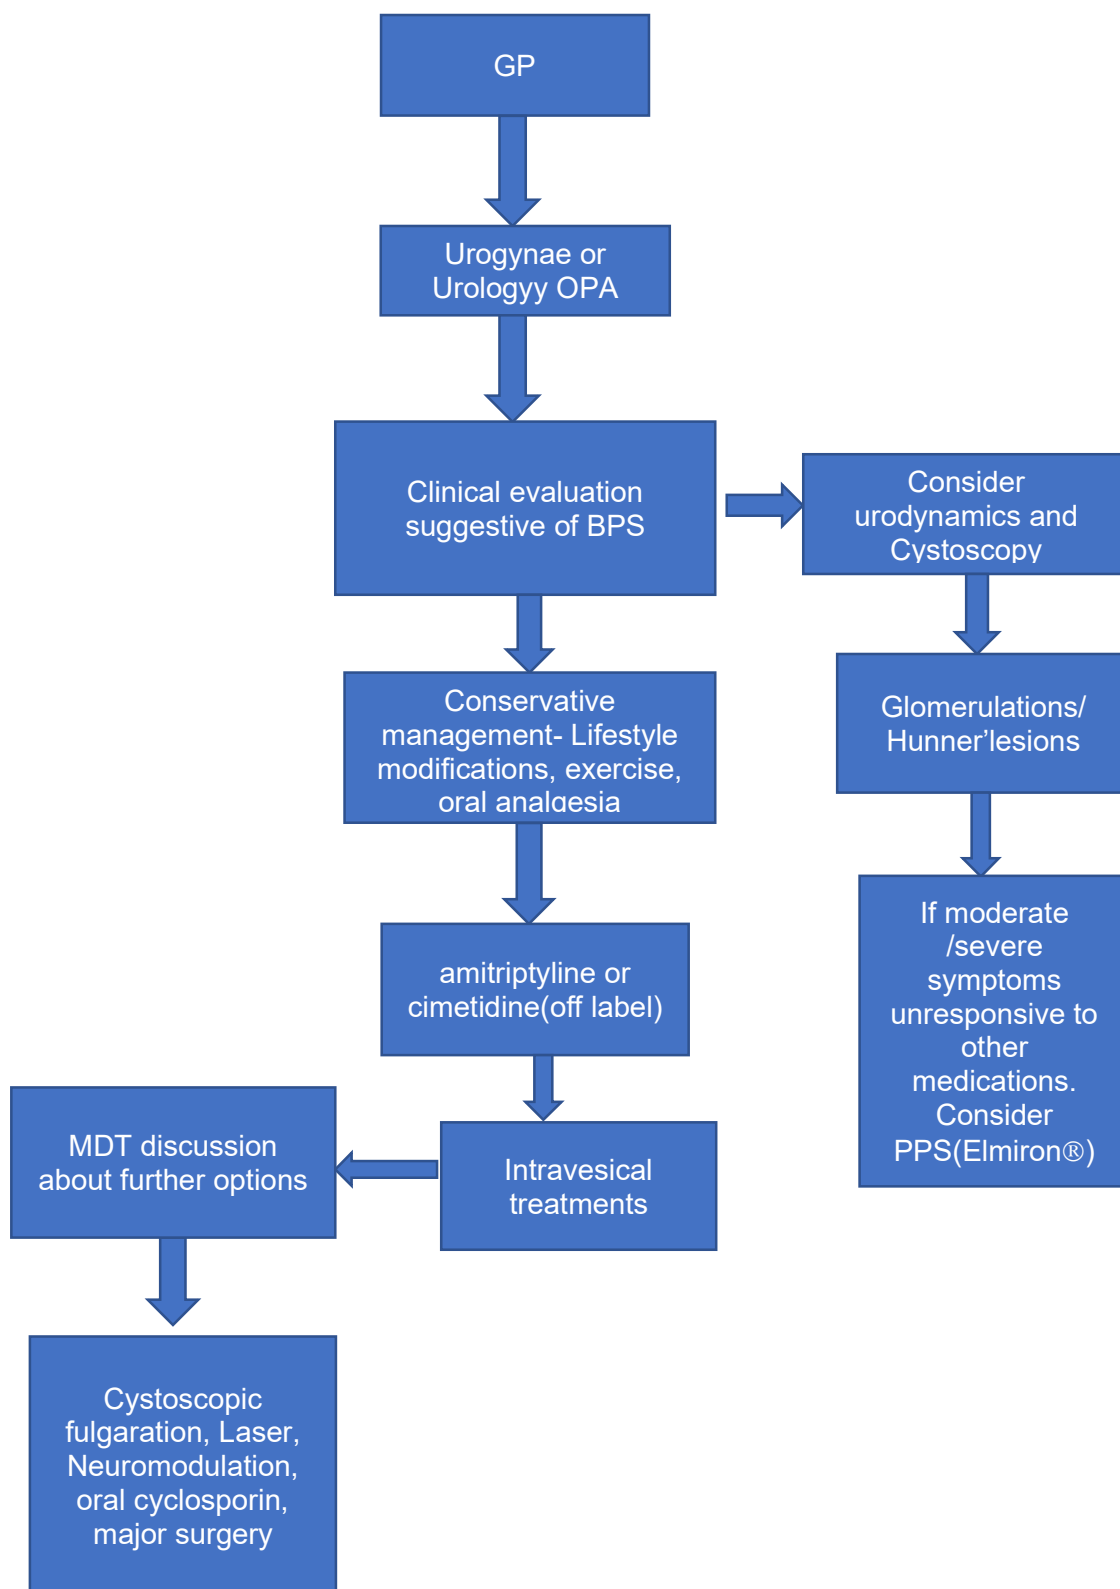 GP
Urogynae or
Urologyy OPA
Clinical evaluation
suggestive of BPS
Consider
urodynamics and
Cystoscopy
Conservative
management- Lifestyle
modifications, exercise,
oral analgesia
Glomerulations/
Hunner'lesions
amitriptyline or
cimetidine(off label)
If moderate
/severe
symptoms
unresponsive to
other
medications.
Consider
PPS(Elmiron®)
Intravesical
treatments
MDT discussion
about further options
Cystoscopic
fulgaration, Laser,
Neuromodulation,
oral cyclosporin,
major surgery